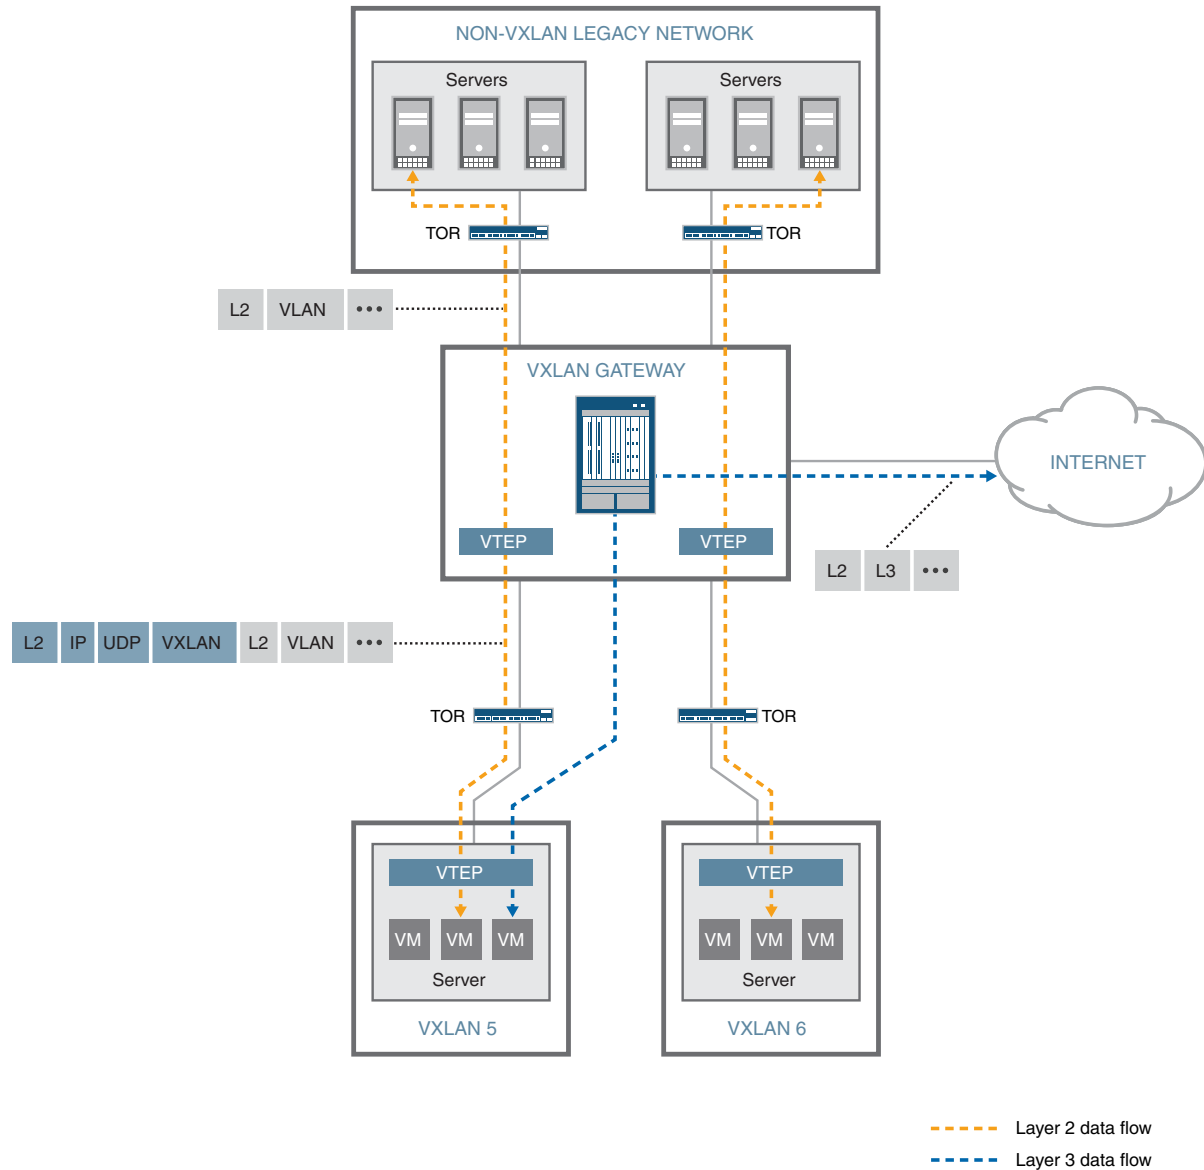 NON-VXLAN LEGACY NETWORK
Servers
Servers
TOR
TOR
L2 VLAN •••
VXLAN GATEWAY
INTERNET
VTEP
VTEP
L2 L3 •••
L2 IP UDP VXLAN L2 VLAN •••
TOR
TOR
VTEP
VTEP
VM VM VM
VM VM VM
Server
Server
VXLAN 5
VXLAN 6
Layer 2 data flow
Layer 3 data flow